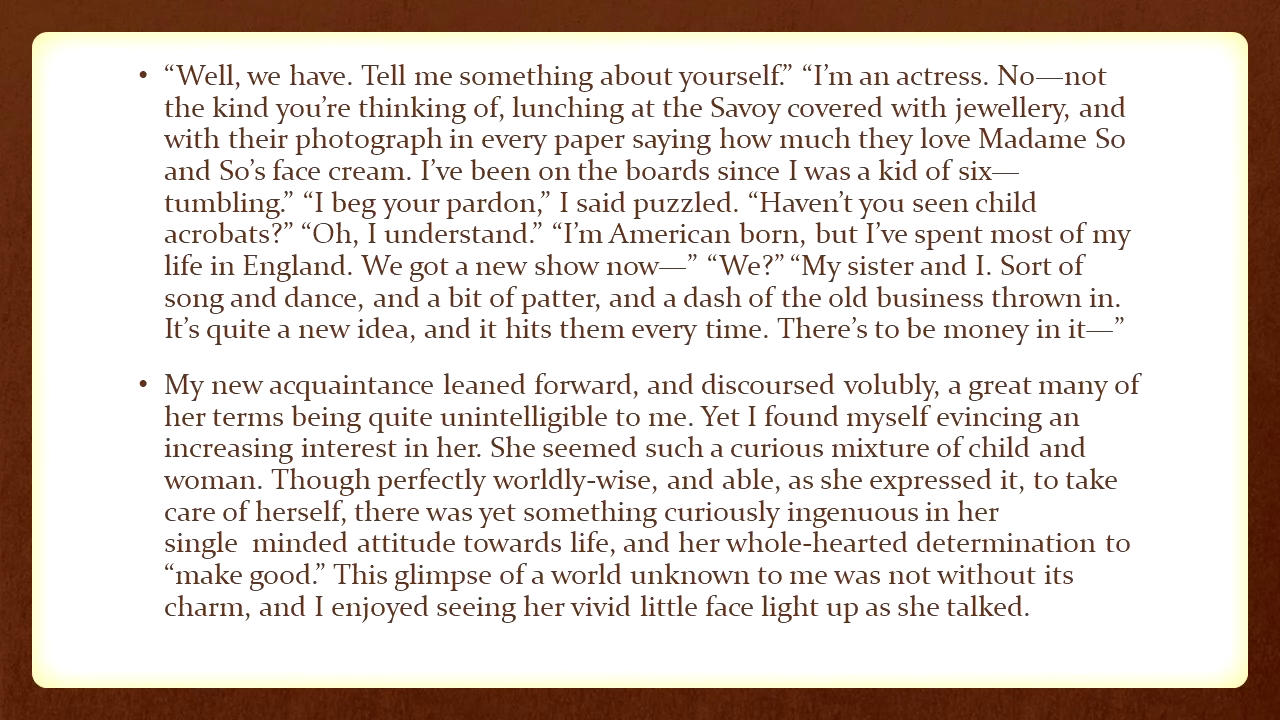 • “Well, we have. Tell me something about yourself.” “I’m an actress. No—not
the kind you’re thinking of, lunching at the Savoy covered with jewellery, and
with their photograph in every paper saying how much they love Madame So
and So’s face cream. I’ve been on the boards since I was a kid of six—
tumbling.” “I beg your pardon,” I said puzzled. “Haven’t you seen child
acrobats?” “Oh, I understand.” “I’m American born, but I’ve spent most of my
life in England. We got a new show now—” “We?” “My sister and I. Sort of
song and dance, and a bit of patter, and a dash of the old business thrown in.
It’s quite a new idea, and it hits them every time. There’s to be money in it—”
• My new acquaintance leaned forward, and discoursed volubly, a great many of
her terms being quite unintelligible to me. Yet I found myself evincing an
increasing interest in her. She seemed such a curious mixture of child and
woman. Though perfectly worldly-wise, and able, as she expressed it, to take
care of herself, there was yet something curiously ingenuous in her
single  minded attitude towards life, and her whole-hearted determination to
“make good.” This glimpse of a world unknown to me was not without its
charm, and I enjoyed seeing her vivid little face light up as she talked.